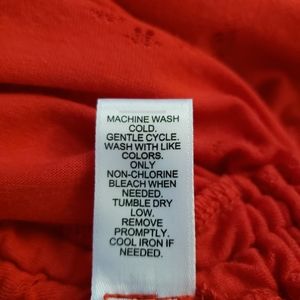 MACHINE WASH
COLD.
GENTLE CYCLE.
WASH WITH LIKE
COLORS.
ONLY
NON-CHLORINE
BLEACH WHEN
NEEDED.
TUMBLE DRY
LOW.
REMOVE
PROMPTLY.
COOL IRON IF
NEEDED.